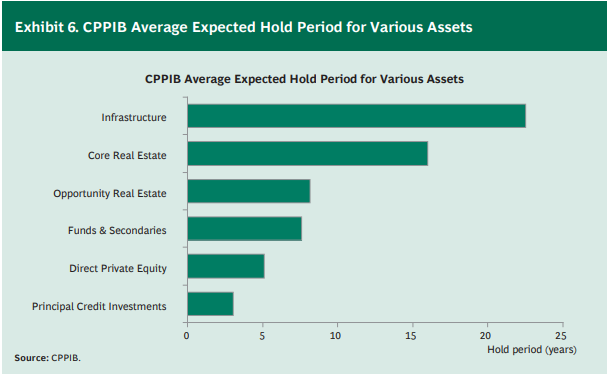 Exhibit 6. CPPIB Average Expected Hold Period for Various Assets
CPPIB Average Expected Hold Period for Various Assets
Infrastructure
Core Real Estate
Opportunity Real Estate
Funds & Secondaries
Direct Private Equity
Principal Credit Investments
0 5 10 15 20 25
Hold period (years)
Source: CPPIB.